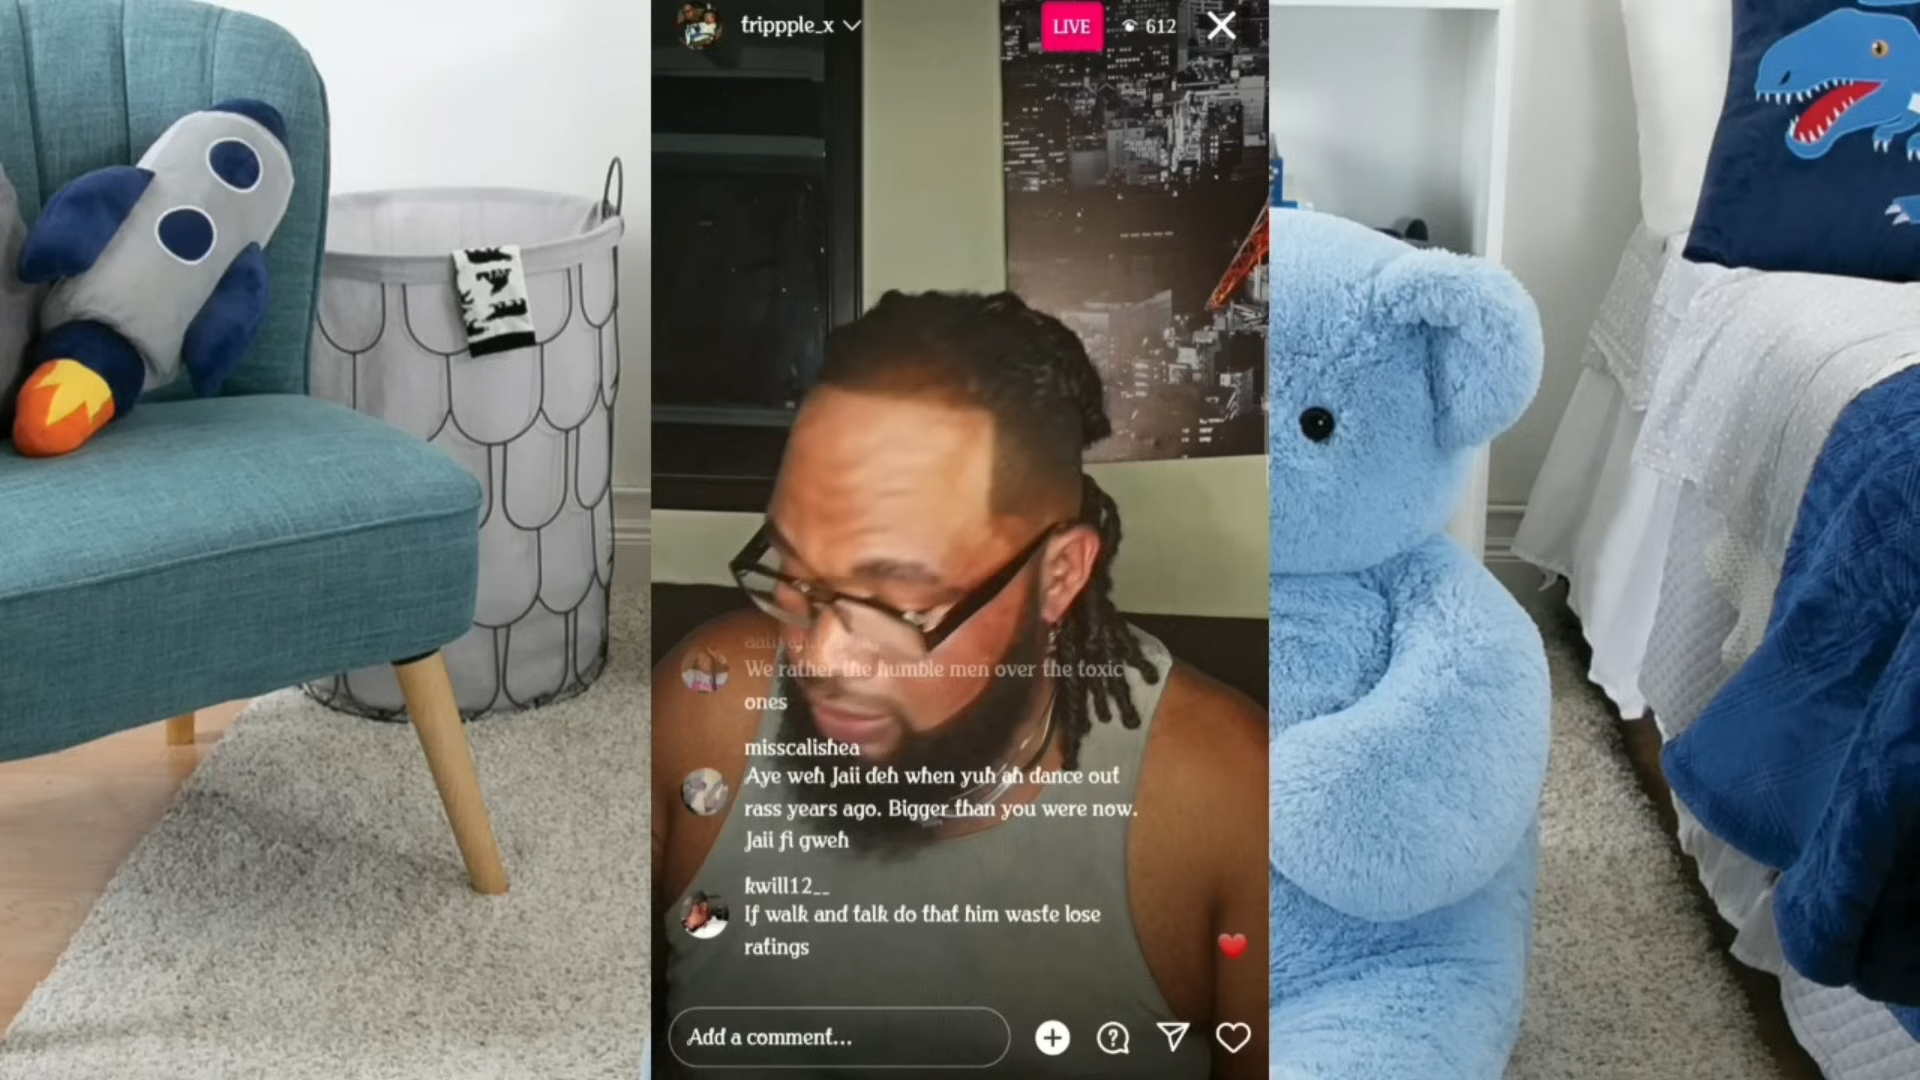 trippple_x
LIVE
612
We rather the humble men over the toxic
ones
misscalishea
Aye weh Jaii deh when yuh ah dance out
rass years ago. Bigger than you were now.
Jaii fi gweh
kwill12__
If walk and talk do that him waste lose
ratings
Add a comment...